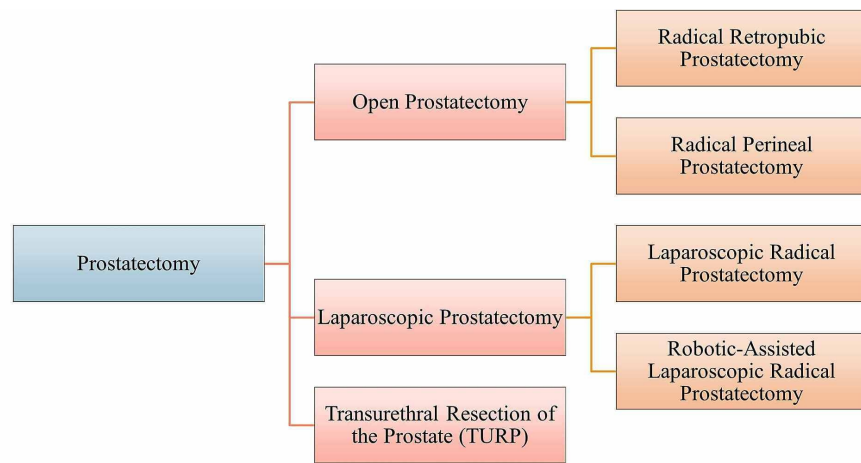 Prostatectomy
Open Prostatectomy
Radical Retropubic
Prostatectomy
Radical Perineal
Prostatectomy
Laparoscopic Prostatectomy
Laparoscopic Radical
Prostatectomy
Robotic-Assisted
Laparoscopic Radical
Prostatectomy
Transurethral Resection of
the Prostate (TURP)